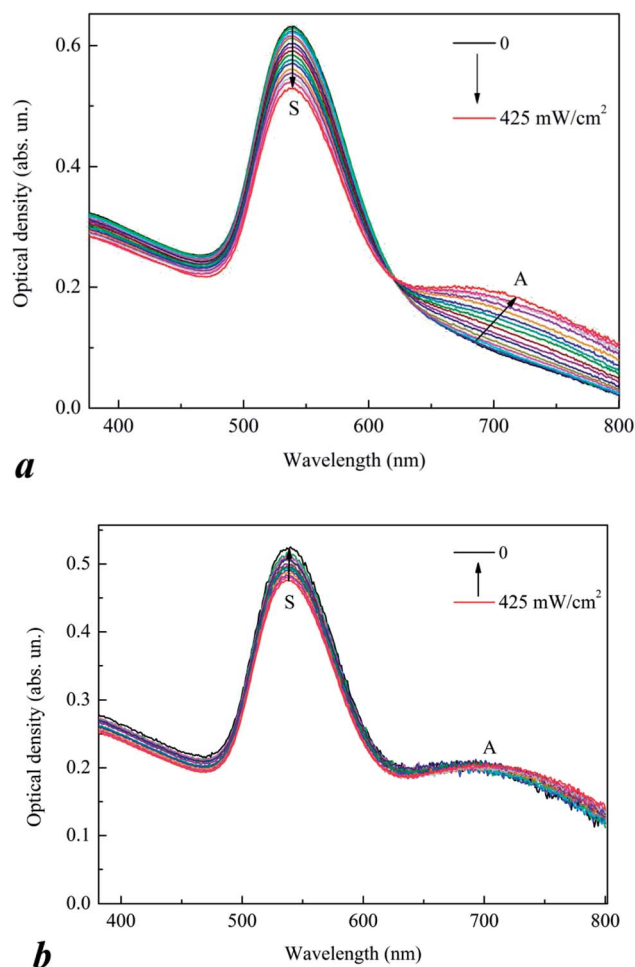 0
425 mW/cm²
S
A
0.6
0.4
0.2
0.0
Optical density (abs. un.)
400 500 600 700 800
Wavelength (nm)
a
0
425 mW/cm²
S
A
0.5
0.4
0.3
0.2
0.1
0
Optical density (abs. un.)
400 500 600 700 800
Wavelength (nm)
b